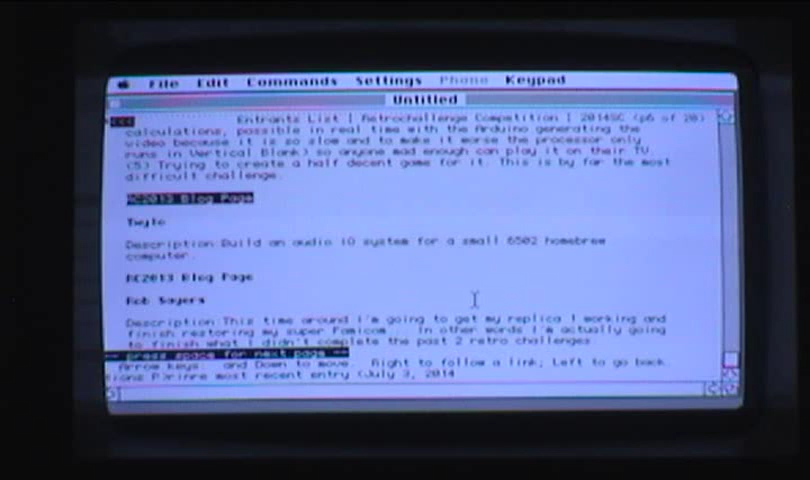 File Edit Commands Settings Phone Keypad
Untitled
<<< Entrants List | Retrochallenge Competition | 2014SC (p6 of 20)
calculations, possible in real time with the Arduino generating the
video because it is so slow and to make it worse the processor only
runs in Vertical Blank) so anyone mad enough can play it on their TV
(5) Trying to create a half decent game for it. This is by far the most
difficult challenge.
RC2013 Blog Page
Twylo
Description:Build an audio IO system for a small 6502 homebrew
computer.
RC2013 Blog Page
Rob Sayers
Description:This time around I'm going to get my replica 1 working and
finish restoring my super Famicom... In other words I'm actually going
to finish what I didn't complete the past 2 retro challenges
-- press space for next page --
Arrow keys: and Down to move. Right to follow a link; Left to go back.
most recent entry (July 3, 2014